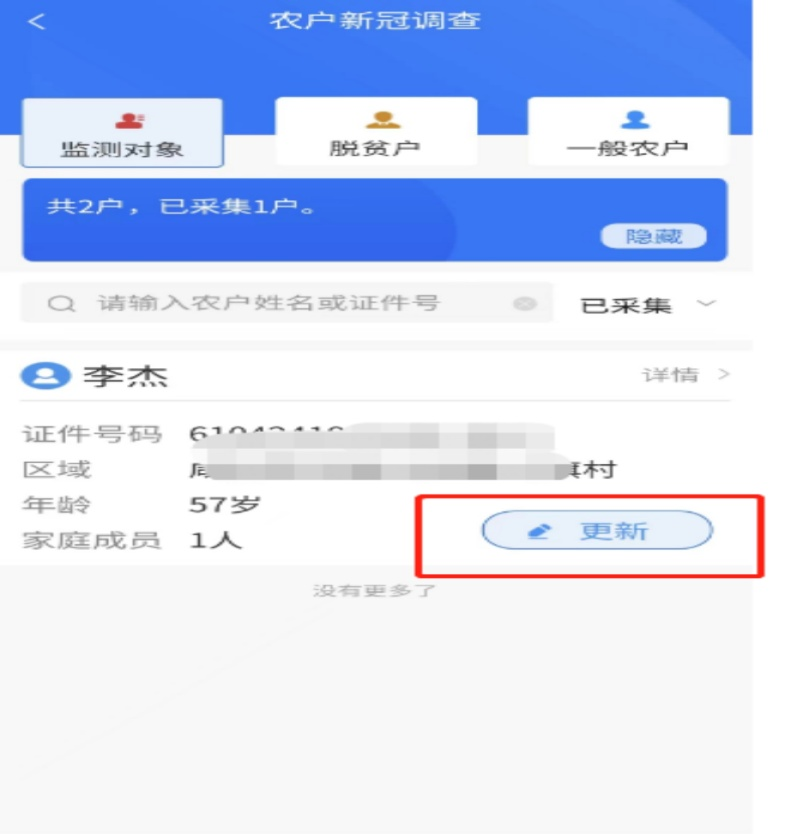 农户新冠调查
监测对象 脱贫户 一般农户
共2户，已采集1户。
隐藏
请输入农户姓名或证件号 已采集
李杰 详情
证件号码
区域 村
年龄 57岁
家庭成员 1人
更新
没有更多了